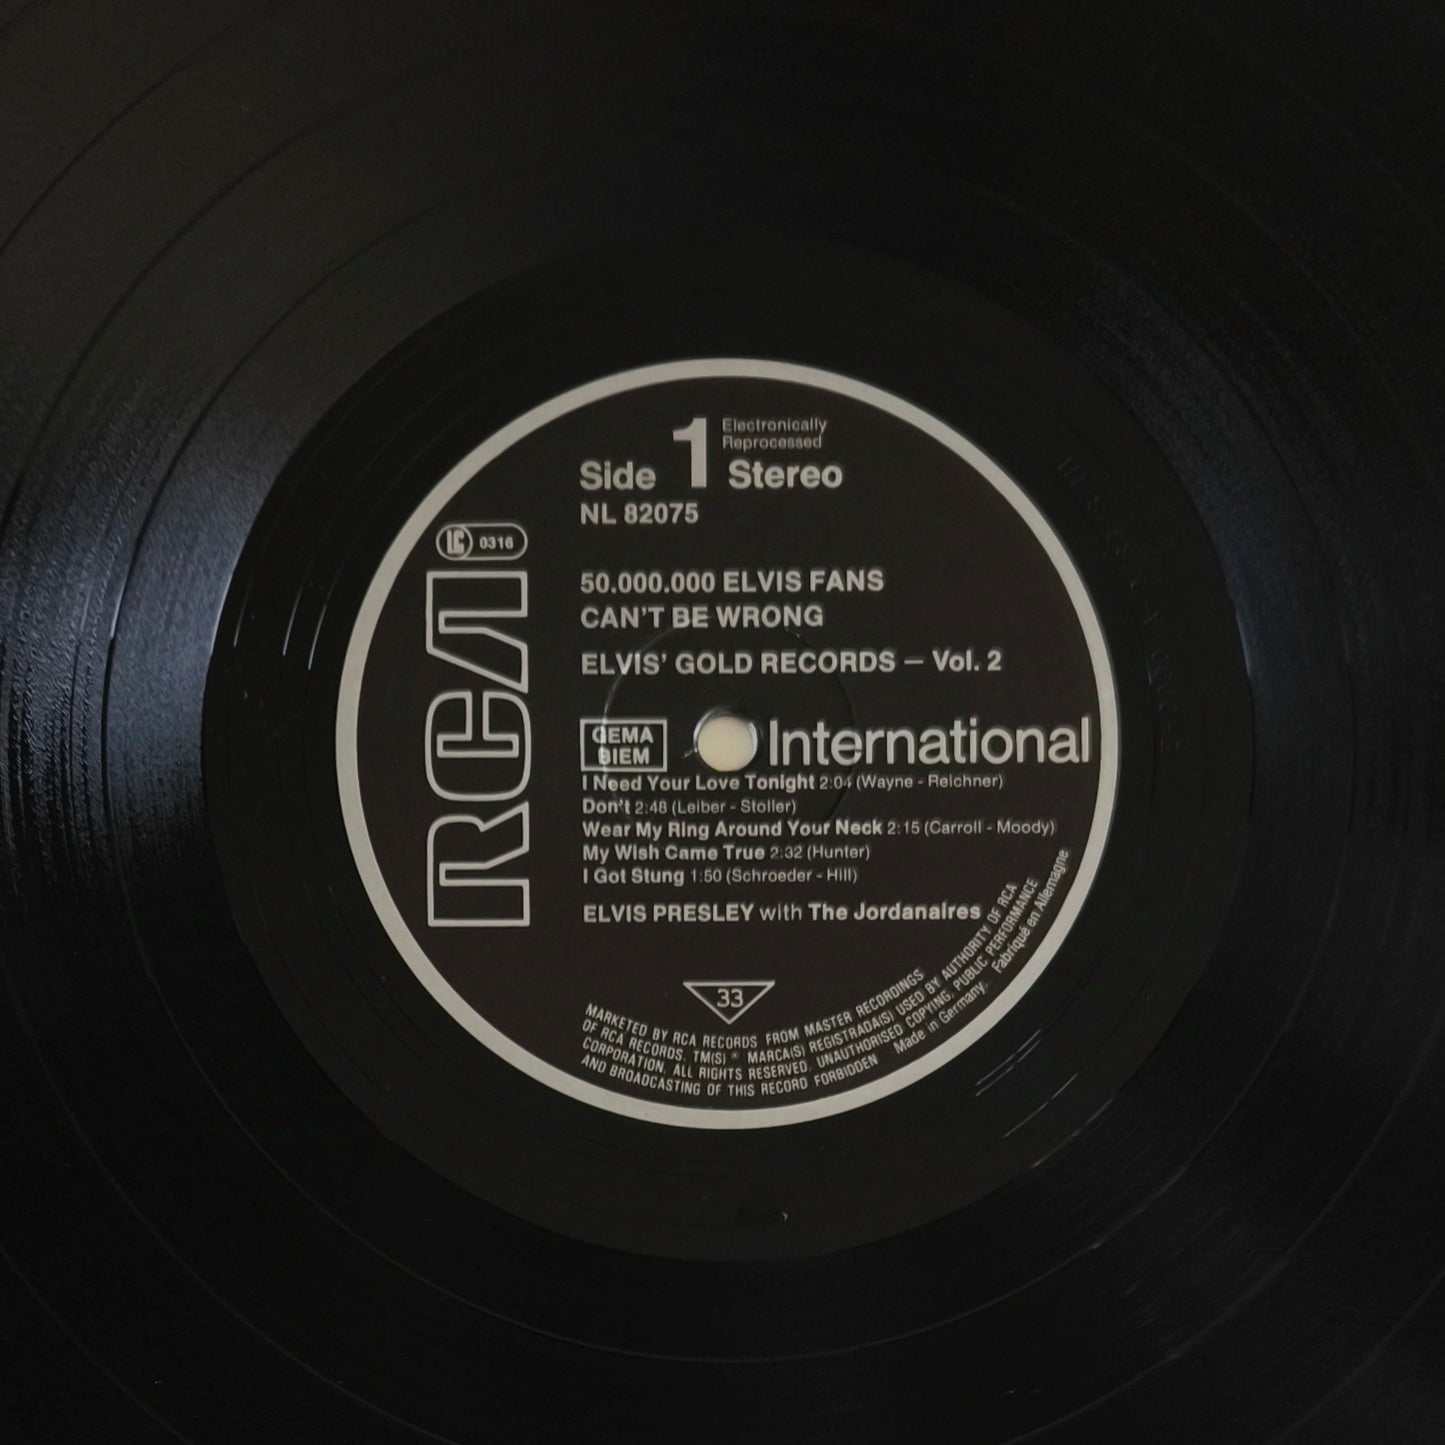 Electronically
Reprocessed
Side 1 Stereo
NL 82075
LC 0316
RCA
50.000.000 ELVIS FANS
CAN'T BE WRONG
ELVIS' GOLD RECORDS – Vol. 2
GEMA
BIEM
International
I Need Your Love Tonight 2:04 (Wayne - Reichner)
Don't 2:48 (Leiber - Stoller)
Wear My Ring Around Your Neck 2:15 (Carroll - Moody)
My Wish Came True 2:32 (Hunter)
I Got Stung 1:50 (Schroeder - Hill)
ELVIS PRESLEY with The Jordanaires
33
MARKETED BY RCA RECORDS FROM MASTER RECORDINGS
OF RCA RECORDS. TM(S) ® MARCA(S) REGISTRADA(S) USED BY AUTHORITY OF RCA
CORPORATION. ALL RIGHTS RESERVED. UNAUTHORISED COPYING, PUBLIC PERFORMANCE
AND BROADCASTING OF THIS RECORD FORBIDDEN Made in Germany. Fabriqué en Allemagne